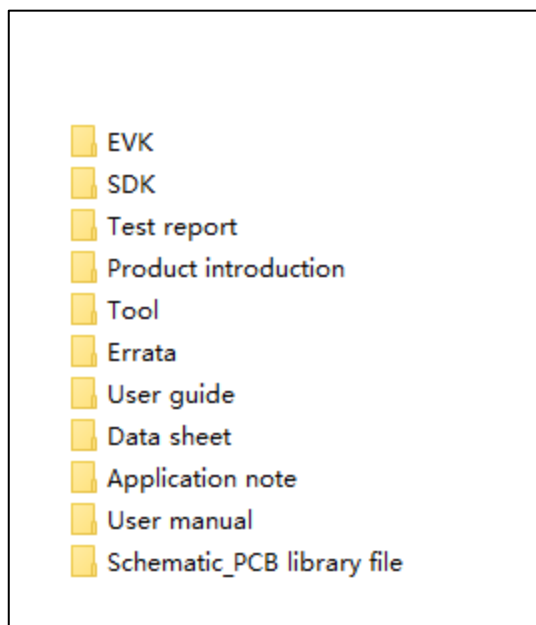 EVK
SDK
Test report
Product introduction
Tool
Errata
User guide
Data sheet
Application note
User manual
Schematic_PCB library file